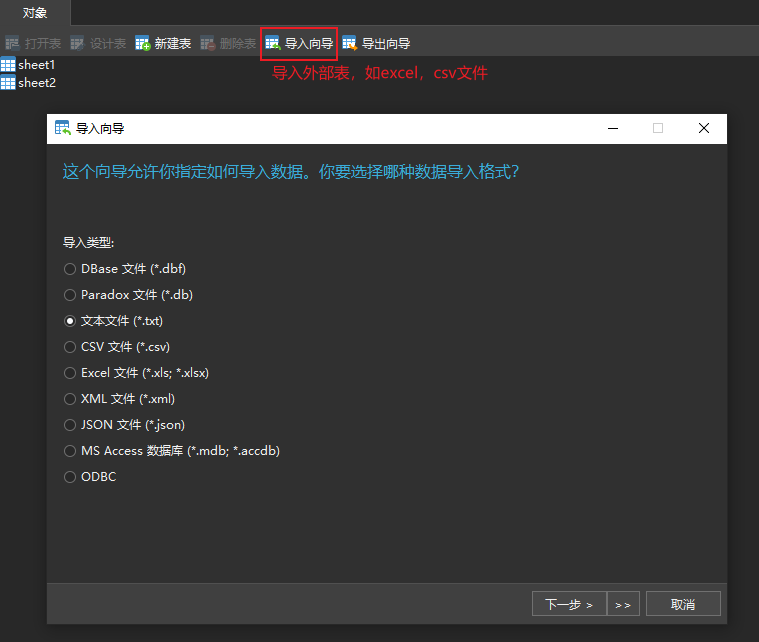 对象
打开表 设计表 新建表 删除表 导入向导 导出向导
sheet1
导入外部表，如excel，csv文件
sheet2
导入向导
这个向导允许你指定如何导入数据。你要选择哪种数据导入格式？
导入类型:
DBase 文件 (*.dbf)
Paradox 文件 (*.db)
文本文件 (*.txt)
CSV 文件 (*.csv)
Excel 文件 (*.xls; *.xlsx)
XML 文件 (*.xml)
JSON 文件 (*.json)
MS Access 数据库 (*.mdb; *.accdb)
ODBC
下一步 > >> 取消